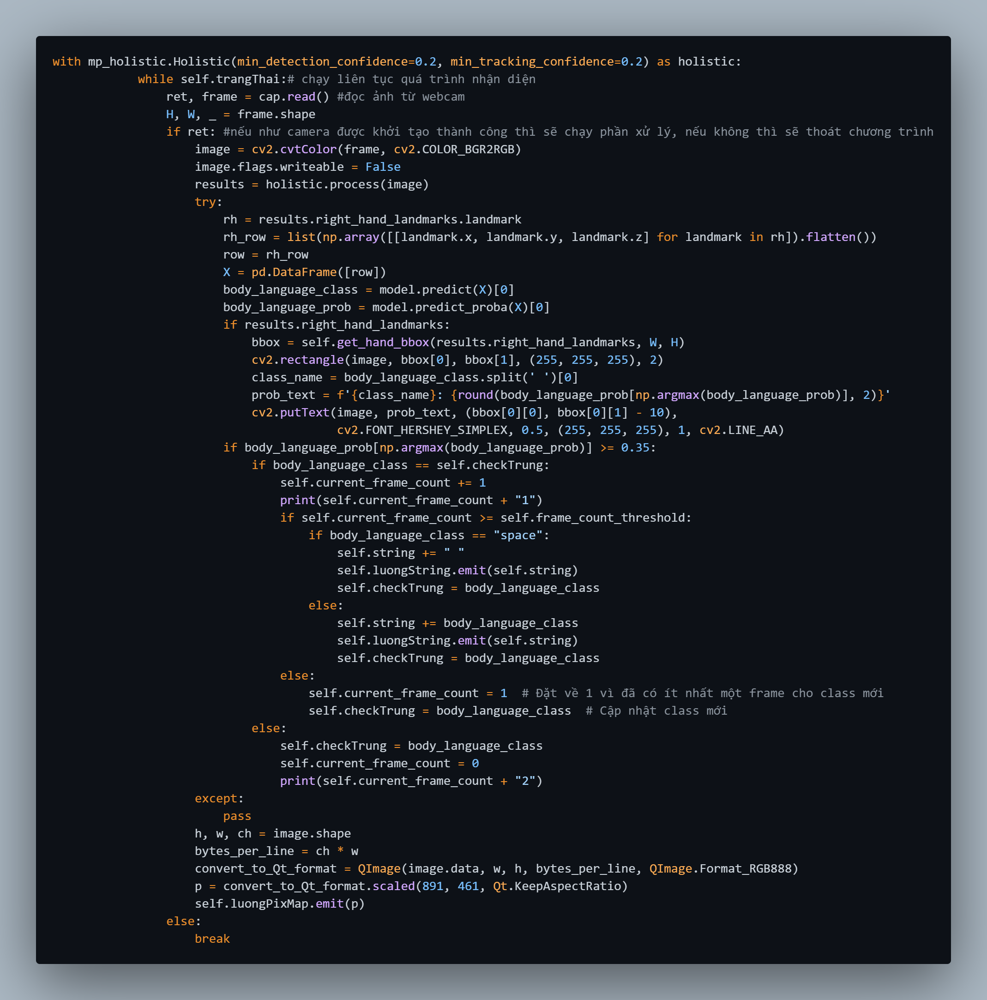 with mp_holistic.Holistic(min_detection_confidence=0.2, min_tracking_confidence=0.2) as holistic:
            while self.trangThai:# chạy liên tục quá trình nhận diện
                ret, frame = cap.read() #đọc ảnh từ webcam
                H, W, _ = frame.shape
                if ret: #nếu như camera được khởi tạo thành công thì sẽ chạy phần xử lý, nếu không thì sẽ thoát chương trình
                    image = cv2.cvtColor(frame, cv2.COLOR_BGR2RGB)
                    image.flags.writeable = False
                    results = holistic.process(image)
                    try:
                        rh = results.right_hand_landmarks.landmark
                        rh_row = list(np.array([[landmark.x, landmark.y, landmark.z] for landmark in rh]).flatten())
                        row = rh_row
                        X = pd.DataFrame([row])
                        body_language_class = model.predict(X)[0]
                        body_language_prob = model.predict_proba(X)[0]
                        if results.right_hand_landmarks:
                            bbox = self.get_hand_bbox(results.right_hand_landmarks, W, H)
                            cv2.rectangle(image, bbox[0], bbox[1], (255, 255, 255), 2)
                            class_name = body_language_class.split(' ')[0]
                            prob_text = f'{class_name}: {round(body_language_prob[np.argmax(body_language_prob)], 2)}'
                            cv2.putText(image, prob_text, (bbox[0][0], bbox[0][1] - 10),
                                        cv2.FONT_HERSHEY_SIMPLEX, 0.5, (255, 255, 255), 1, cv2.LINE_AA)
                        if body_language_prob[np.argmax(body_language_prob)] >= 0.35:
                            if body_language_class == self.checkTrung:
                                self.current_frame_count += 1
                                print(self.current_frame_count + "1")
                                if self.current_frame_count >= self.frame_count_threshold:
                                    if body_language_class == "space":
                                        self.string += " "
                                        self.luongString.emit(self.string)
                                        self.checkTrung = body_language_class
                                    else:
                                        self.string += body_language_class
                                        self.luongString.emit(self.string)
                                        self.checkTrung = body_language_class
                                else:
                                    self.current_frame_count = 1  # Đặt về 1 vì đã có ít nhất một frame cho class mới
                                    self.checkTrung = body_language_class  # Cập nhật class mới
                            else:
                                self.checkTrung = body_language_class
                                self.current_frame_count = 0
                                print(self.current_frame_count + "2")
                    except:
                        pass
                    h, w, ch = image.shape
                    bytes_per_line = ch * w
                    convert_to_Qt_format = QImage(image.data, w, h, bytes_per_line, QImage.Format_RGB888)
                    p = convert_to_Qt_format.scaled(891, 461, Qt.KeepAspectRatio)
                    self.luongPixMap.emit(p)
                else:
                    break